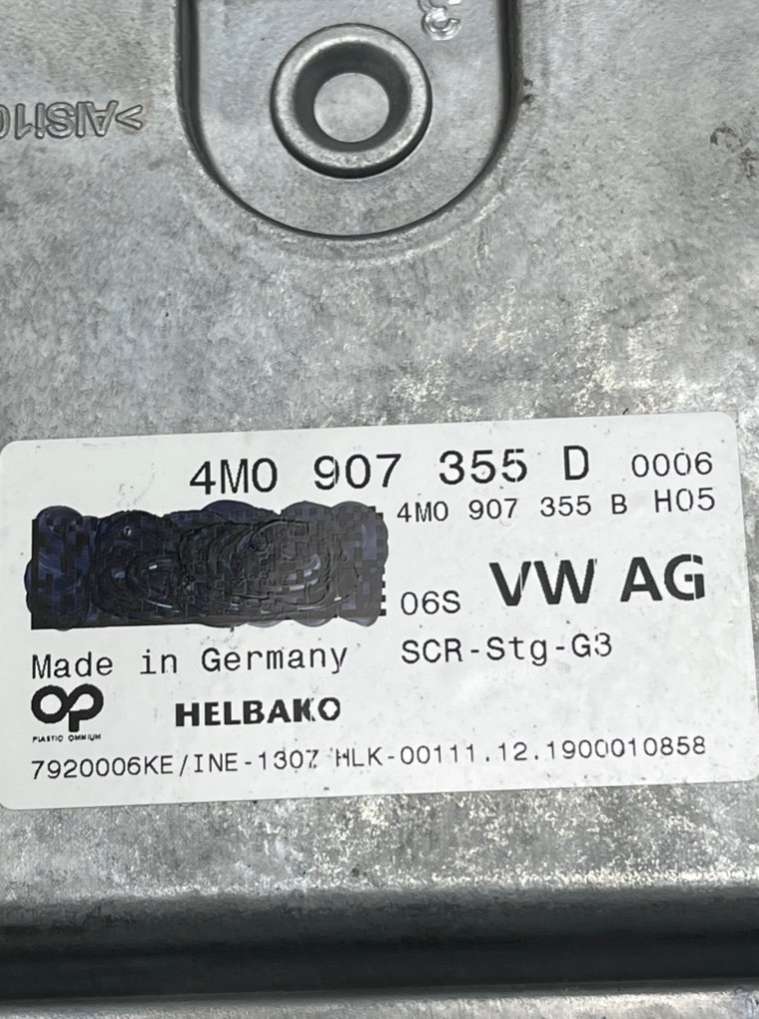 >AlSi10
4M0 907 355 D 0006
4M0 907 355 B H05
06S VW AG
Made in Germany SCR-Stg-G3
OP
PLASTIC OMNIUM
HELBAKO
7920006KE/INE-1307 HLK-00111.12.1900010858